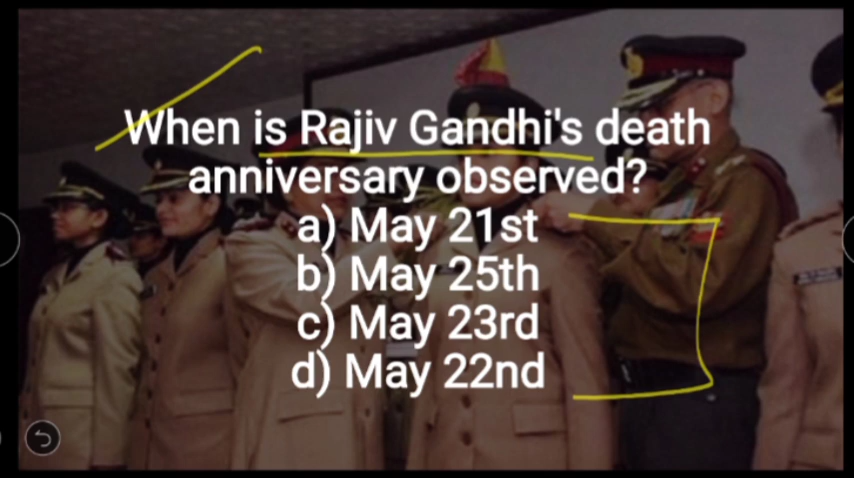 When is Rajiv Gandhi's death
anniversary observed?
a) May 21st
b) May 25th
c) May 23rd
d) May 22nd